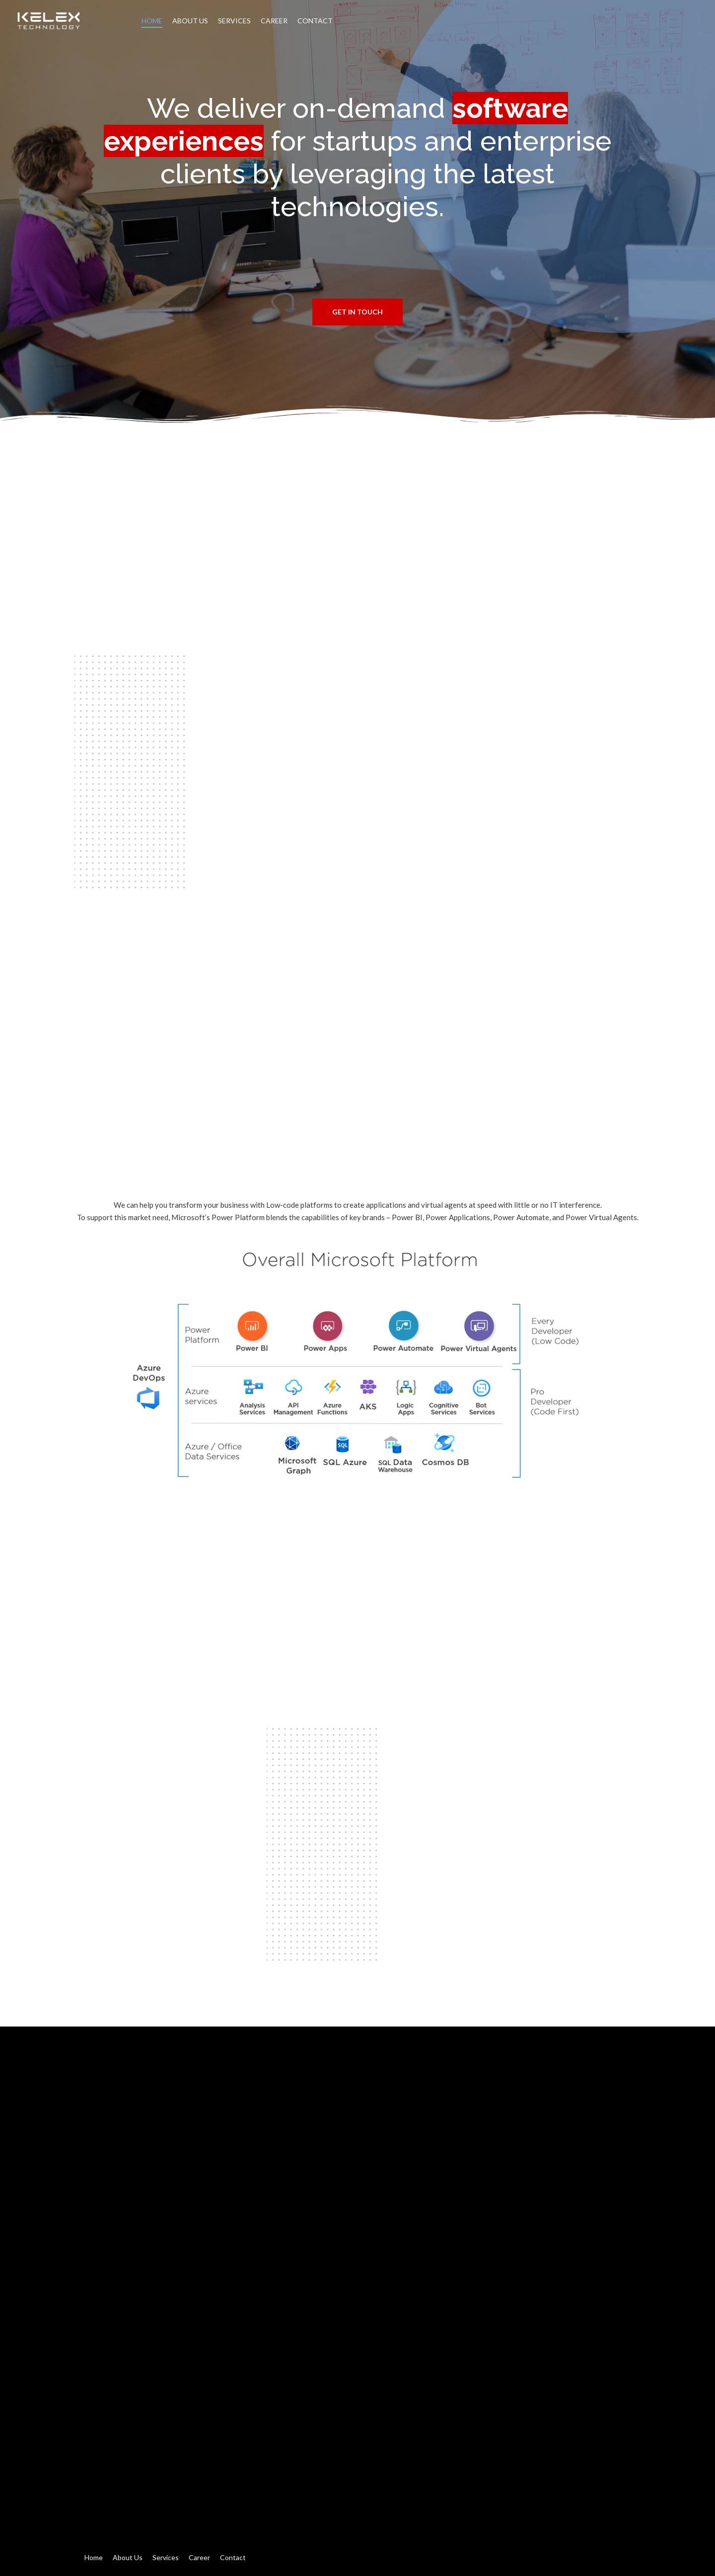 KELEX
TECHNOLOGY
HOME ABOUT US SERVICES CAREER CONTACT
We deliver on-demand software
experiences for startups and enterprise
clients by leveraging the latest
technologies.
GET IN TOUCH
We can help you transform your business with Low-code platforms to create applications and virtual agents at speed with little or no IT interference.
To support this market need, Microsoft's Power Platform blends the capabilities of key brands – Power BI, Power Applications, Power Automate, and Power Virtual Agents.
Overall Microsoft Platform
Power
Platform
Power BI
Power Apps
Power Automate
Power Virtual Agents
Every
Developer
(Low Code)
Azure
DevOps
Azure
services
Analysis
Services
API
Management
Azure
Functions
AKS
Logic
Apps
Cognitive
Services
Bot
Services
Pro
Developer
(Code First)
Azure / Office
Data Services
Microsoft
Graph
SQL
SQL Azure
SQL Data
Warehouse
Cosmos DB
Home About Us Services Career Contact